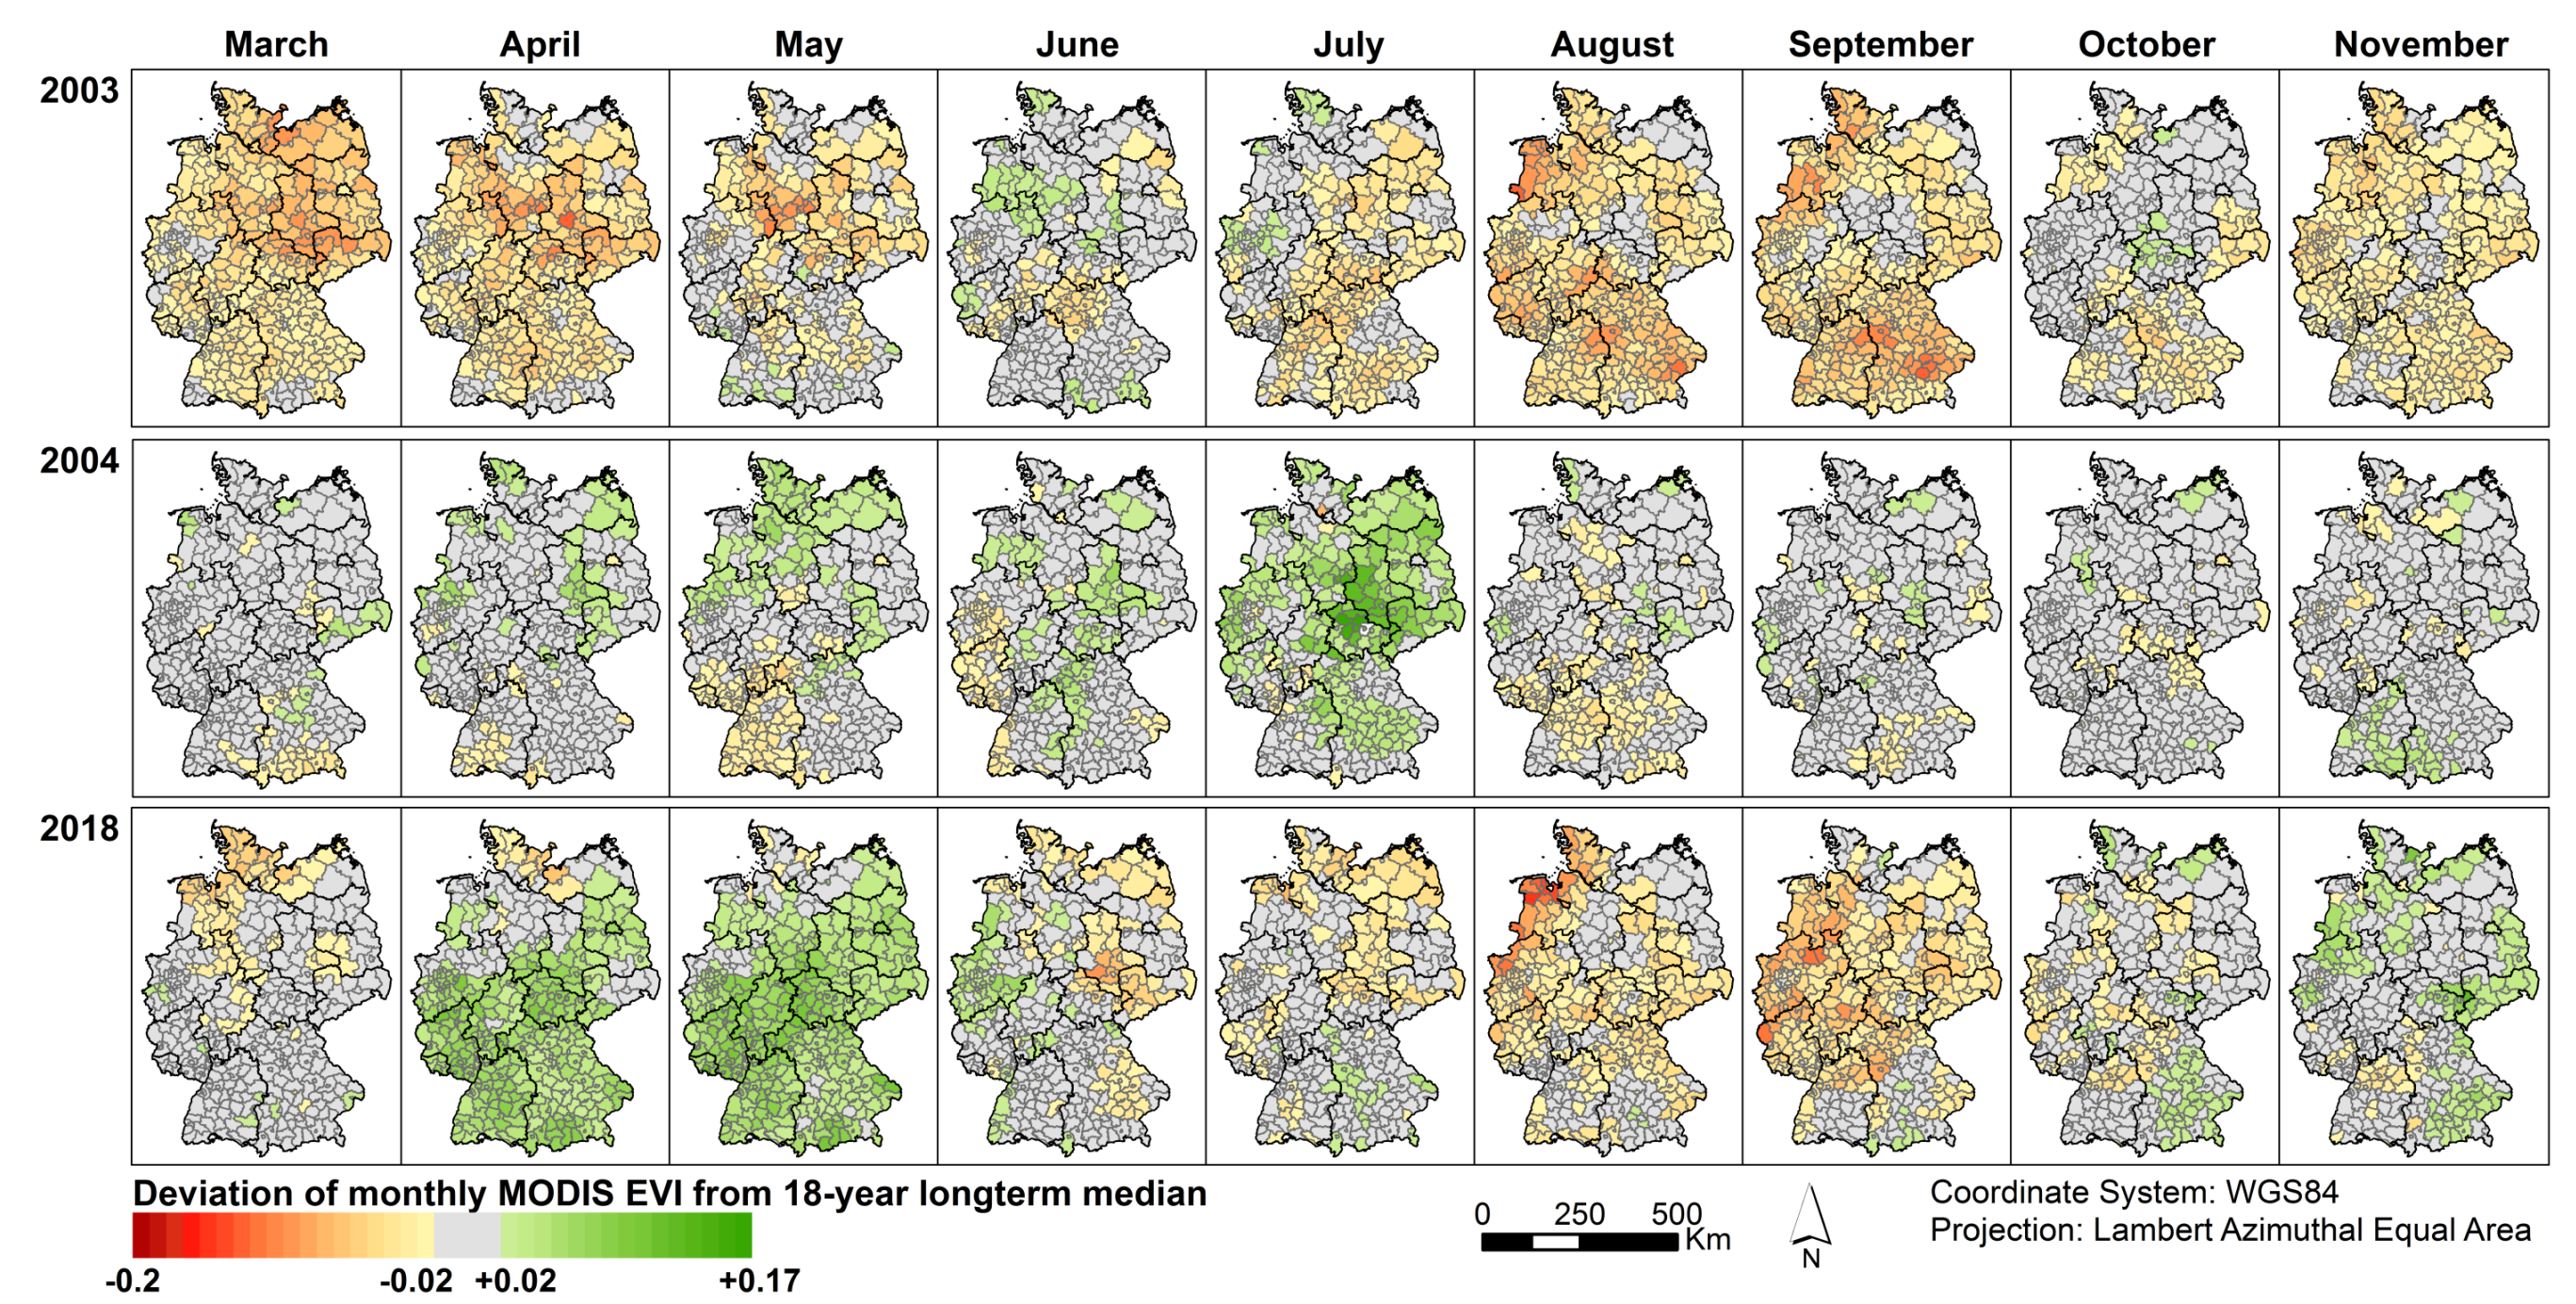 March April May June July August September October November
2003
2004
2018
Deviation of monthly MODIS EVI from 18-year longterm median
-0.2 -0.02 +0.02 +0.17
0 250 500
Km
N
Coordinate System: WGS84
Projection: Lambert Azimuthal Equal Area